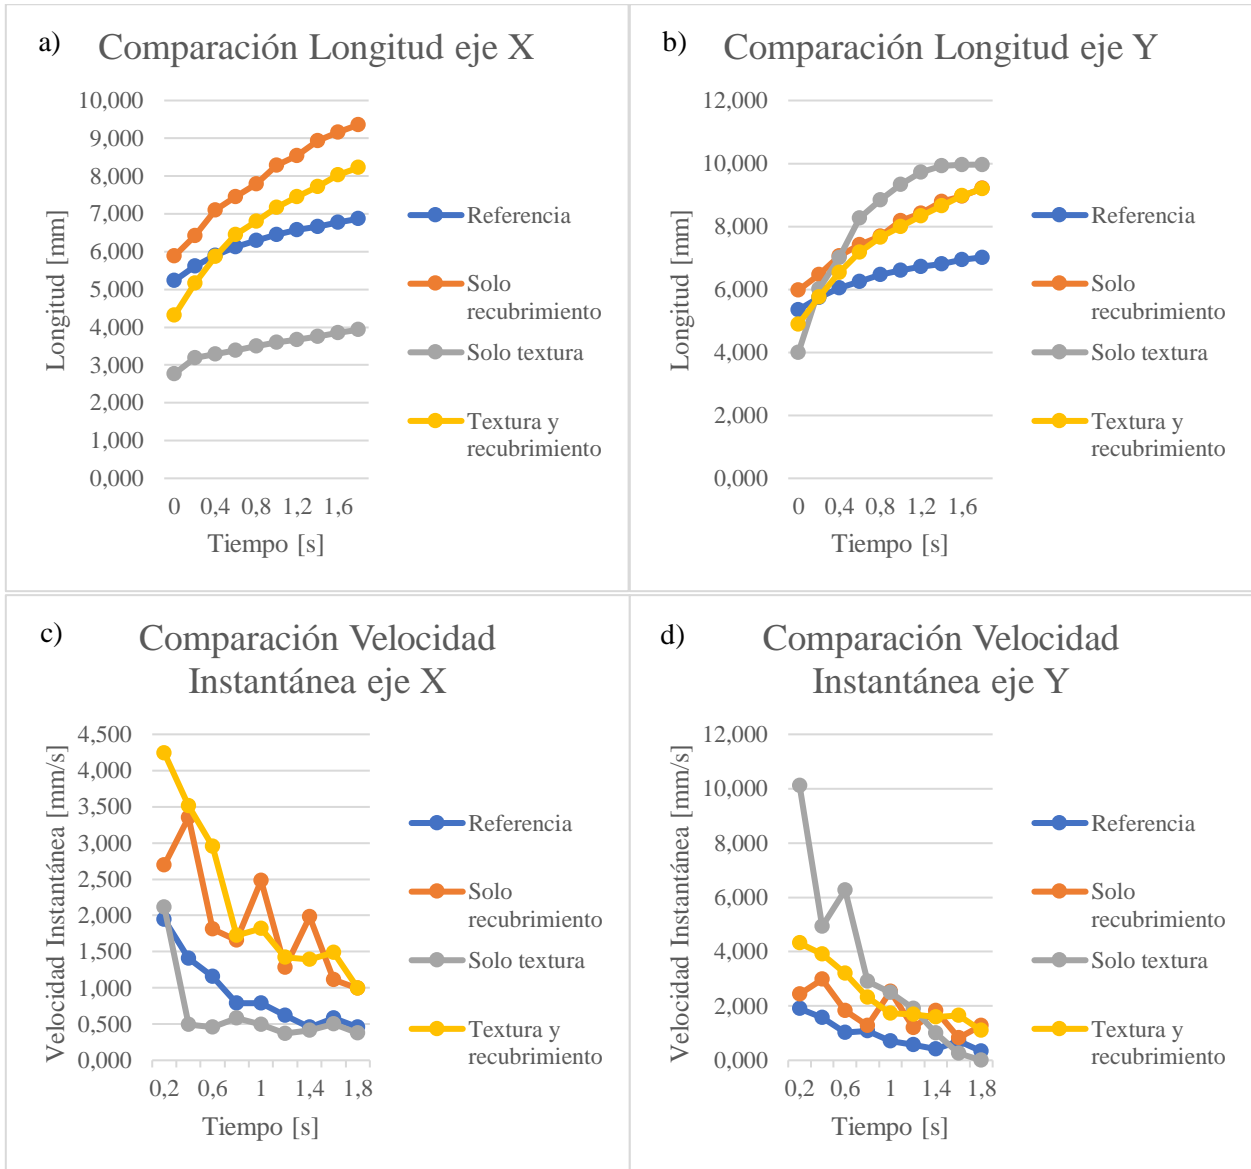 a)
Comparación Longitud eje X
10,000
9,000
8,000
7,000
6,000
5,000
4,000
3,000
2,000
1,000
0,000
Longitud [mm]
0 0,4 0,8 1,2 1,6
Tiempo [s]
Referencia
Solo
recubrimiento
Solo textura
Textura y
recubrimiento
b)
Comparación Longitud eje Y
12,000
10,000
8,000
6,000
4,000
2,000
0,000
Longitud [mm]
0 0,4 0,8 1,2 1,6
Tiempo [s]
Referencia
Solo
recubrimiento
Solo textura
Textura y
recubrimiento
c)
Comparación Velocidad
Instantánea eje X
4,500
4,000
3,500
3,000
2,500
2,000
1,500
1,000
0,500
0,000
Velocidad Instantánea [mm/s]
0,2 0,6 1 1,4 1,8
Tiempo [s]
Referencia
Solo
recubrimiento
Solo textura
Textura y
recubrimiento
d)
Comparación Velocidad
Instantánea eje Y
12,000
10,000
8,000
6,000
4,000
2,000
0,000
Velocidad Instantánea [mm/s]
0,2 0,6 1 1,4 1,8
Tiempo [s]
Referencia
Solo
recubrimiento
Solo textura
Textura y
recubrimiento